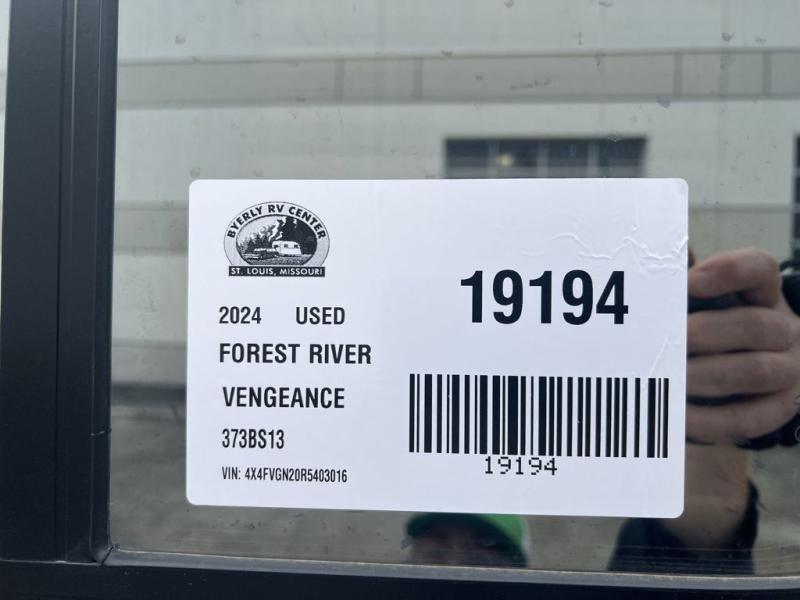 BYERLY RV CENTER
ST. LOUIS, MISSOURI
19194
2024 USED
FOREST RIVER
VENGEANCE
373BS13
VIN: 4X4FVGN20R5403016
19194